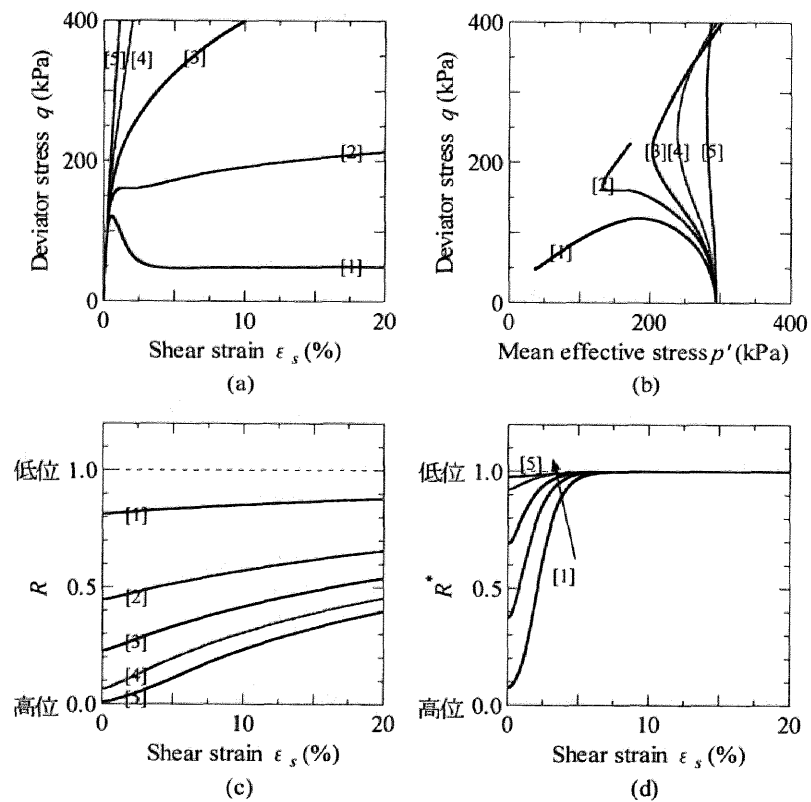 Deviator stress q (kPa)
400
200
0
[5] [4]
[3]
[2]
[1]
0 10 20
Shear strain ε s (%)
(a)
Deviator stress q (kPa)
400
200
0
[3] [4] [5]
[2]
[1]
0 200 400
Mean effective stress p′ (kPa)
(b)
R
低位 1.0
0.5
高位 0.0
[1]
[2]
[3]
[4]
[5]
0 10 20
Shear strain ε s (%)
(c)
R*
低位 1.0
0.5
高位 0.0
[5]
[1]
0 10 20
Shear strain ε s (%)
(d)